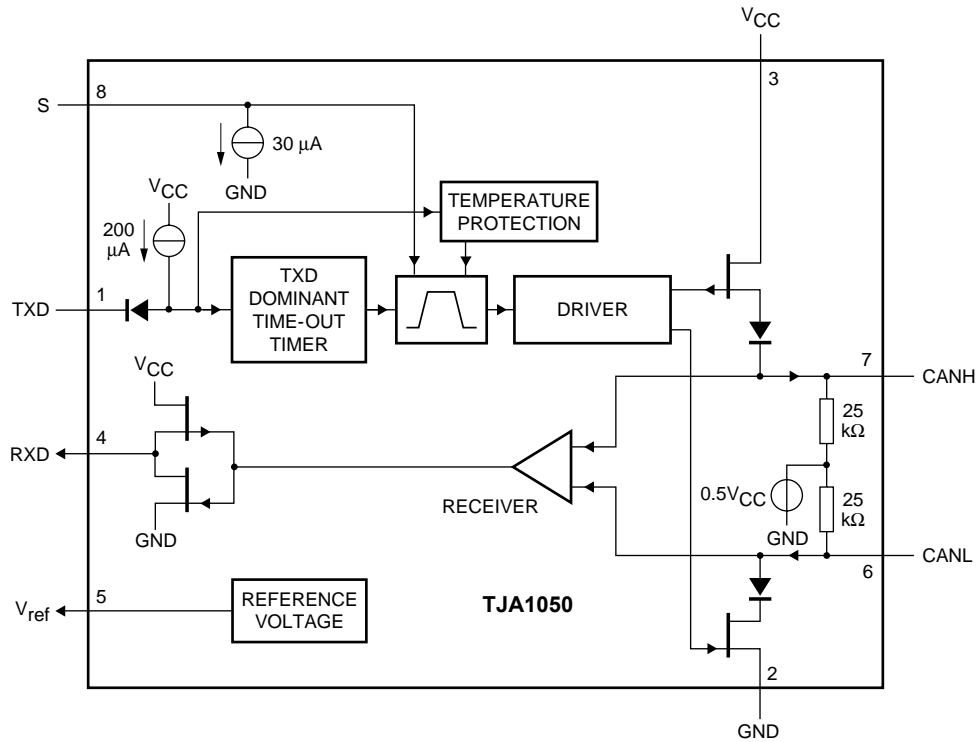 VCC
3
S
8
30 µA
GND
VCC
200
µA
TEMPERATURE
PROTECTION
TXD
1
TXD
DOMINANT
TIME-OUT
TIMER
DRIVER
VCC
7
CANH
25
kΩ
RXD
4
RECEIVER
0.5VCC
GND
25
kΩ
GND
CANL
6
Vref
5
REFERENCE
VOLTAGE
TJA1050
2
GND